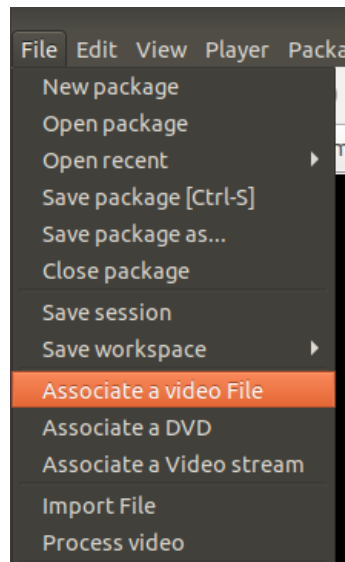 File Edit View Player Packa
New package
Open package
Open recent
Save package [Ctrl-S]
Save package as...
Close package
Save session
Save workspace
Associate a video File
Associate a DVD
Associate a Video stream
Import File
Process video